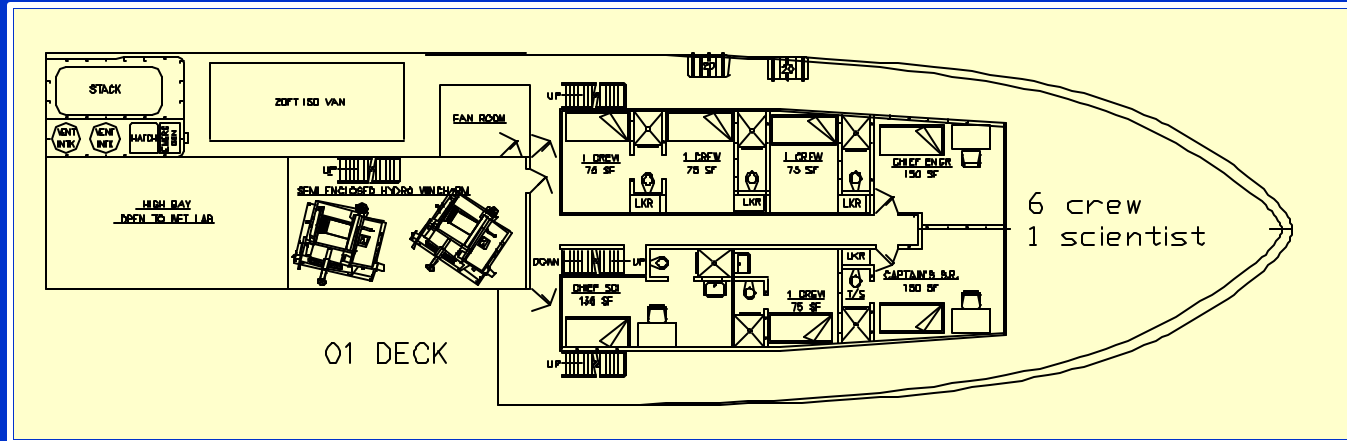 STACK
20FT ISO VAN
VENT
INTK
VENT
INTK
HATCH
GEN
FAN ROOM
UP
UP
SEMI ENCLOSED HYDRO WINCH RM
HIGH BAY
OPEN TO WET LAB
1 CREW
75 SF
1 CREW
75 SF
1 CREW
75 SF
CHIEF ENGR
150 SF
LKR
LKR
LKR
6 crew
1 scientist
DOWN
UP
CHIEF SCI
LKR
CAPTAIN'S S.R.
150 SF
T/S
1 CREW
75 SF
UP
01 DECK